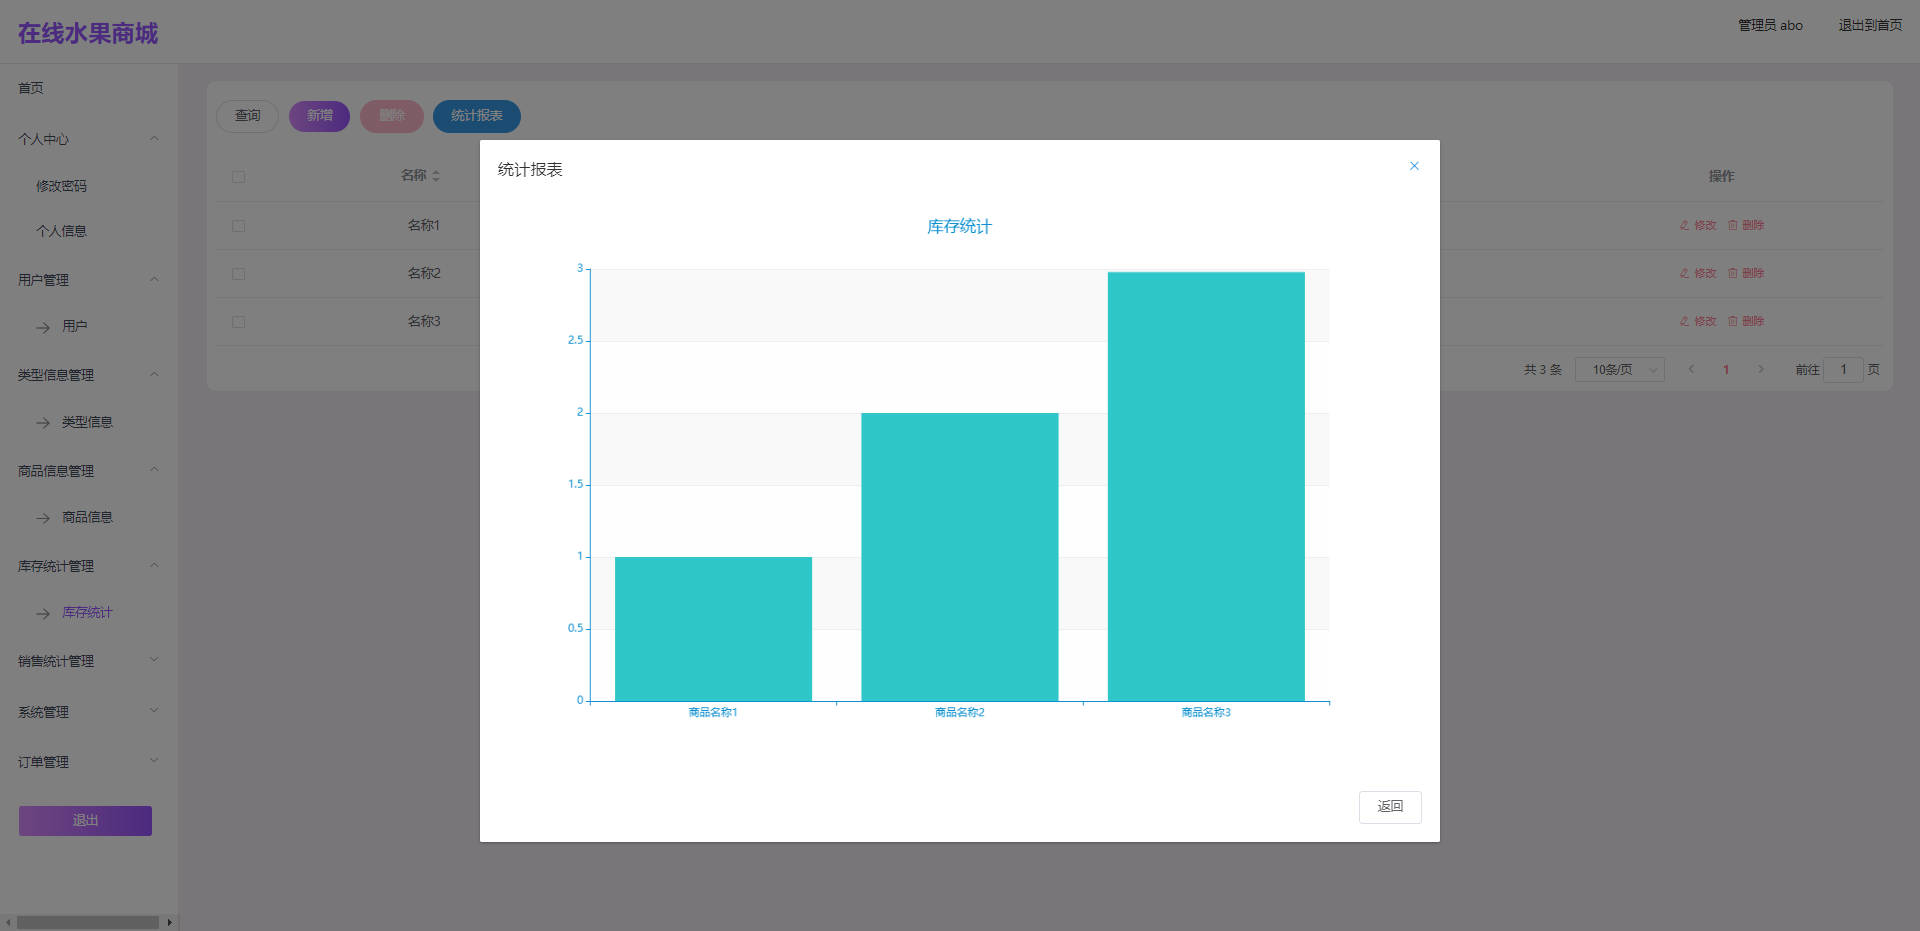 在线水果商城
管理员 abo
退出到首页
首页
个人中心
修改密码
个人信息
用户管理
用户
类型信息管理
类型信息
商品信息管理
商品信息
库存统计管理
库存统计
销售统计管理
系统管理
订单管理
退出
查询 新增 删除 统计报表
名称 操作
名称1 修改 删除
名称2 修改 删除
名称3 修改 删除
共 3 条 10条/页 1 前往 1 页
统计报表
库存统计
3
2.5
2
1.5
1
0.5
0
商品名称1 商品名称2 商品名称3
返回